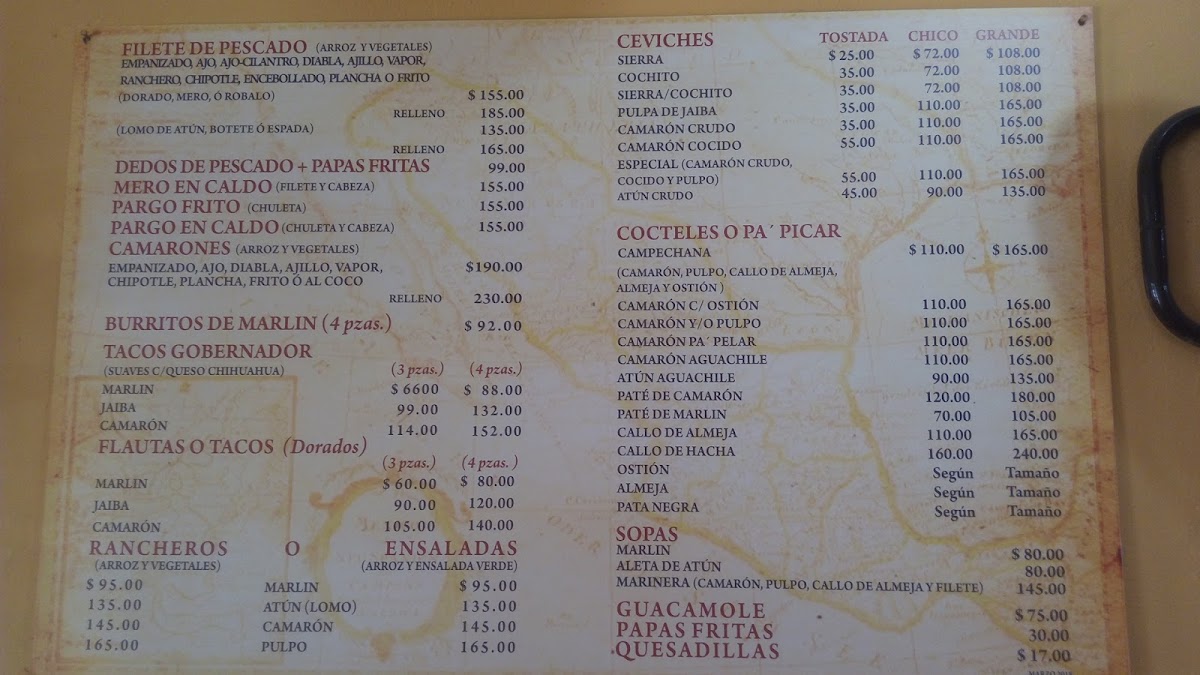 FILETE DE PESCADO (ARROZ Y VEGETALES)
EMPANIZADO, AJO, AJO-CILANTRO, DIABLA, AJILLO, VAPOR,
RANCHERO, CHIPOTLE, ENCEBOLLADO, PLANCHA O FRITO
(DORADO, MERO, Ó ROBALO) $ 155.00
RELLENO 185.00
(LOMO DE ATÚN, BOTETE Ó ESPADA) 135.00
RELLENO 165.00
DEDOS DE PESCADO + PAPAS FRITAS 99.00
MERO EN CALDO (FILETE Y CABEZA) 155.00
PARGO FRITO (CHULETA) 155.00
PARGO EN CALDO (CHULETA Y CABEZA) 155.00
CAMARONES (ARROZ Y VEGETALES)
EMPANIZADO, AJO, DIABLA, AJILLO, VAPOR, $190.00
CHIPOTLE, PLANCHA, FRITO Ó AL COCO
RELLENO 230.00
BURRITOS DE MARLIN (4 pzas.) $ 92.00
TACOS GOBERNADOR
(SUAVES C/QUESO CHIHUAHUA) (3 pzas.) (4 pzas.)
MARLIN $ 6600 $ 88.00
JAIBA 99.00 132.00
CAMARÓN 114.00 152.00
FLAUTAS O TACOS (Dorados)
(3 pzas.) (4 pzas. )
MARLIN $ 60.00 $ 80.00
JAIBA 90.00 120.00
CAMARÓN 105.00 140.00
RANCHEROS O ENSALADAS
(ARROZ Y VEGETALES) (ARROZ Y ENSALADA VERDE)
$ 95.00 MARLIN $ 95.00
135.00 ATÚN (LOMO) 135.00
145.00 CAMARÓN 145.00
165.00 PULPO 165.00
CEVICHES TOSTADA CHICO GRANDE
SIERRA $ 25.00 $ 72.00 $ 108.00
COCHITO 35.00 72.00 108.00
SIERRA/COCHITO 35.00 72.00 108.00
PULPA DE JAIBA 35.00 110.00 165.00
CAMARÓN CRUDO 35.00 110.00 165.00
CAMARÓN COCIDO 55.00 110.00 165.00
ESPECIAL (CAMARÓN CRUDO,
COCIDO Y PULPO) 55.00 110.00 165.00
ATÚN CRUDO 45.00 90.00 135.00
COCTELES O PA´ PICAR
CAMPECHANA $ 110.00 $ 165.00
(CAMARÓN, PULPO, CALLO DE ALMEJA,
ALMEJA Y OSTIÓN )
CAMARÓN C/ OSTIÓN 110.00 165.00
CAMARÓN Y/O PULPO 110.00 165.00
CAMARÓN PA´ PELAR 110.00 165.00
CAMARÓN AGUACHILE 110.00 165.00
ATÚN AGUACHILE 90.00 135.00
PATÉ DE CAMARÓN 120.00 180.00
PATÉ DE MARLIN 70.00 105.00
CALLO DE ALMEJA 110.00 165.00
CALLO DE HACHA 160.00 240.00
OSTIÓN Según Tamaño
ALMEJA Según Tamaño
PATA NEGRA Según Tamaño
SOPAS
MARLIN $ 80.00
ALETA DE ATÚN 80.00
MARINERA (CAMARÓN, PULPO, CALLO DE ALMEJA Y FILETE) 145.00
GUACAMOLE $ 75.00
PAPAS FRITAS 30.00
QUESADILLAS $ 17.00